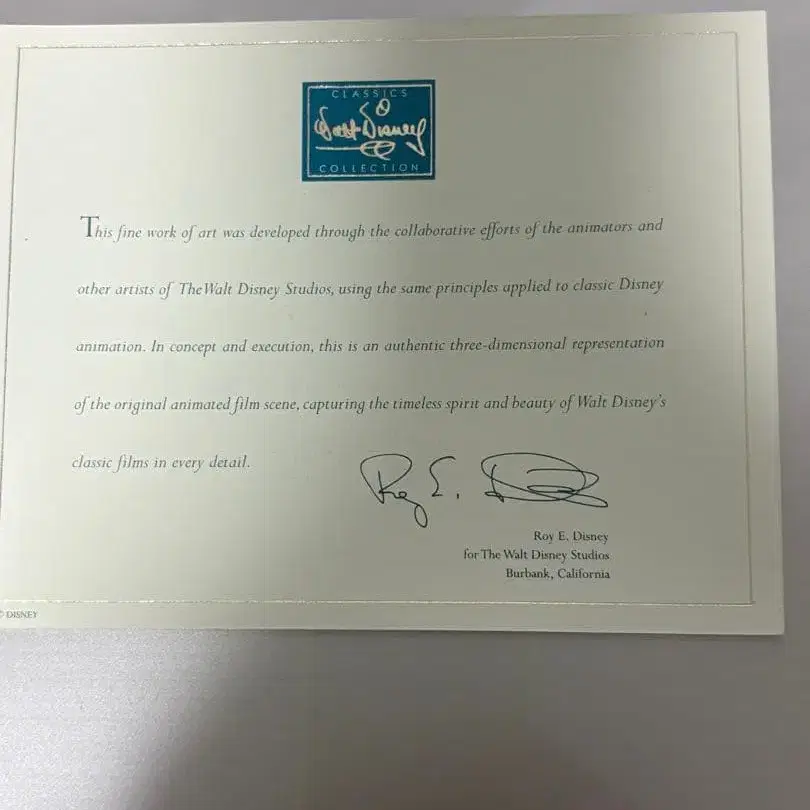 CLASSICS
Walt Disney
COLLECTION
This fine work of art was developed through the collaborative efforts of the animators and
other artists of The Walt Disney Studios, using the same principles applied to classic Disney
animation. In concept and execution, this is an authentic three-dimensional representation
of the original animated film scene, capturing the timeless spirit and beauty of Walt Disney's
classic films in every detail.
Roy E. Disney
Roy E. Disney
for The Walt Disney Studios
Burbank, California
© DISNEY